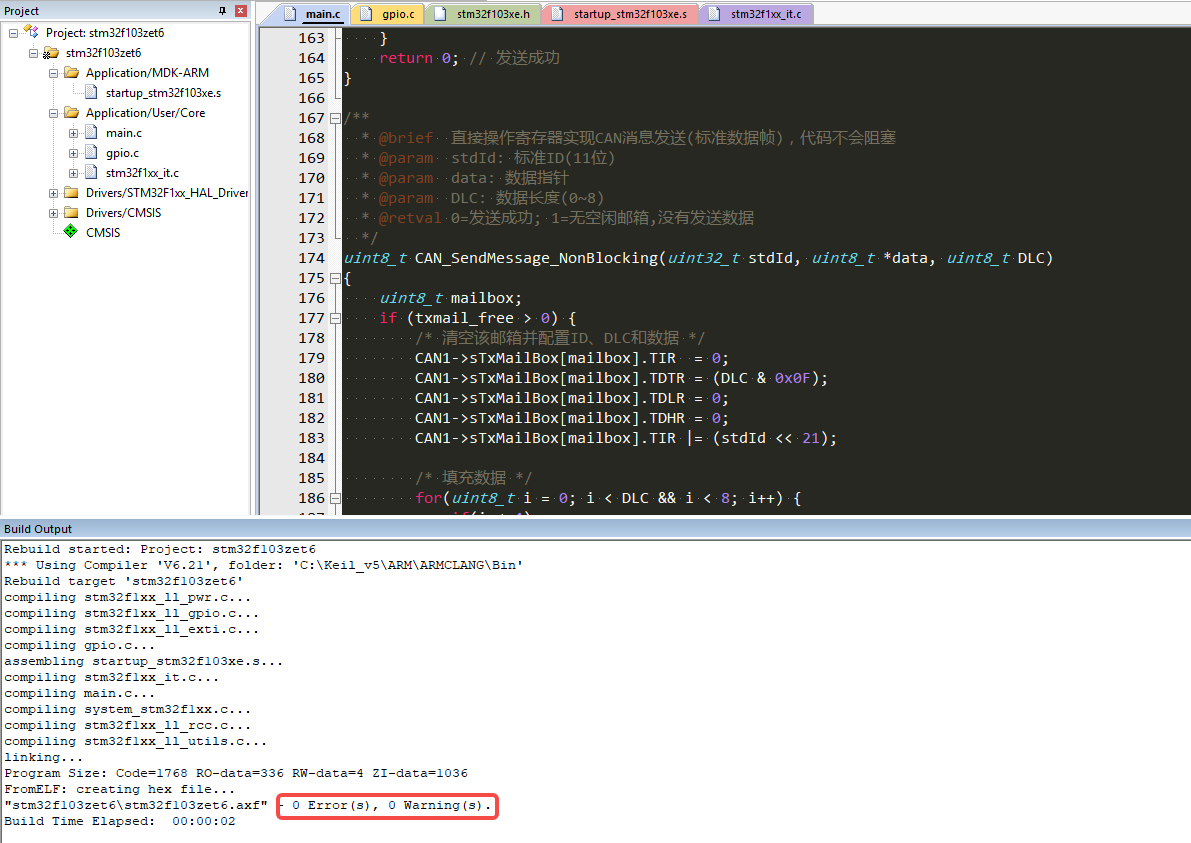 Project
Project: stm32f103zet6
stm32f103zet6
Application/MDK-ARM
startup_stm32f103xe.s
Application/User/Core
main.c
gpio.c
stm32f1xx_it.c
Drivers/STM32F1xx_HAL_Driver
Drivers/CMSIS
CMSIS
main.c gpio.c stm32f103xe.h startup_stm32f103xe.s stm32f1xx_it.c
163 }
164 return 0; // 发送成功
165 }
166
167 /**
168 * @brief 直接操作寄存器实现CAN消息发送(标准数据帧)，代码不会阻塞
169 * @param stdId: 标准ID(11位)
170 * @param data: 数据指针
171 * @param DLC: 数据长度(0~8)
172 * @retval 0=发送成功; 1=无空闲邮箱,没有发送数据
173 */
174 uint8_t CAN_SendMessage_NonBlocking(uint32_t stdId, uint8_t *data, uint8_t DLC)
175 {
176 uint8_t mailbox;
177 if (txmail_free > 0) {
178 /* 清空该邮箱并配置ID、DLC和数据 */
179 CAN1->sTxMailBox[mailbox].TIR = 0;
180 CAN1->sTxMailBox[mailbox].TDTR = (DLC & 0x0F);
181 CAN1->sTxMailBox[mailbox].TDLR = 0;
182 CAN1->sTxMailBox[mailbox].TDHR = 0;
183 CAN1->sTxMailBox[mailbox].TIR |= (stdId << 21);
184
185 /* 填充数据 */
186 for(uint8_t i = 0; i < DLC && i < 8; i++) {
Build Output
Rebuild started: Project: stm32f103zet6
*** Using Compiler 'V6.21', folder: 'C:\Keil_v5\ARM\ARMCLANG\Bin'
Rebuild target 'stm32f103zet6'
compiling stm32f1xx_ll_pwr.c...
compiling stm32f1xx_ll_gpio.c...
compiling stm32f1xx_ll_exti.c...
compiling gpio.c...
assembling startup_stm32f103xe.s...
compiling stm32f1xx_it.c...
compiling main.c...
compiling system_stm32f1xx.c...
compiling stm32f1xx_ll_rcc.c...
compiling stm32f1xx_ll_utils.c...
linking...
Program Size: Code=1768 RO-data=336 RW-data=4 ZI-data=1036
FromELF: creating hex file...
"stm32f103zet6\stm32f103zet6.axf" - 0 Error(s), 0 Warning(s).
Build Time Elapsed: 00:00:02